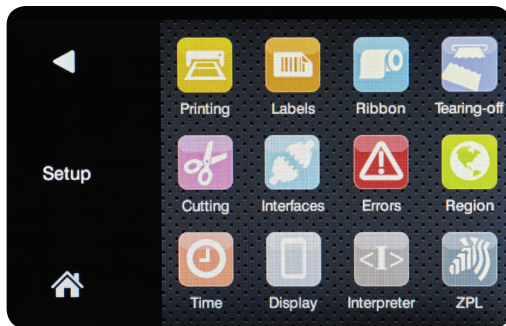 Printing
Labels
Ribbon
Tearing-off
Setup
Cutting
Interfaces
Errors
Region
<I>
Time
Display
Interpreter
ZPL